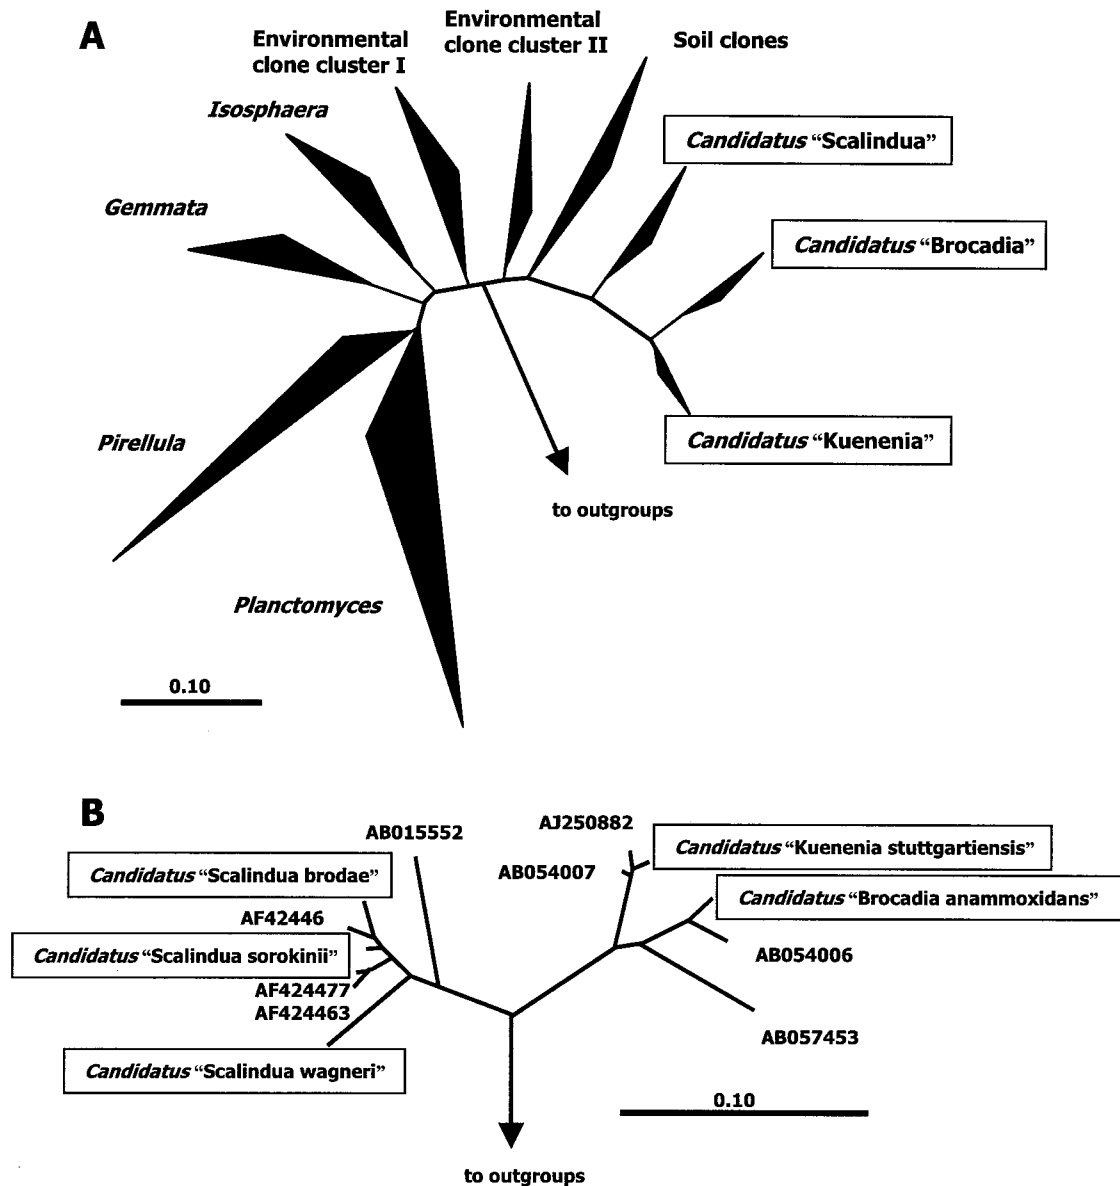 A
Environmental
clone cluster I
Environmental
clone cluster II
Soil clones
Isosphaera
Candidatus “Scalindua”
Gemmata
Candidatus “Brocadia”
Pirellula
Candidatus “Kuenenia”
to outgroups
Planctomyces
0.10
B
AB015552
AJ250882
Candidatus “Kuenenia stuttgartiensis”
AB054007
Candidatus “Scalindua brodae”
Candidatus “Brocadia anammoxidans”
AF42446
Candidatus “Scalindua sorokinii”
AB054006
AF424477
AF424463
AB057453
Candidatus “Scalindua wagneri”
0.10
to outgroups